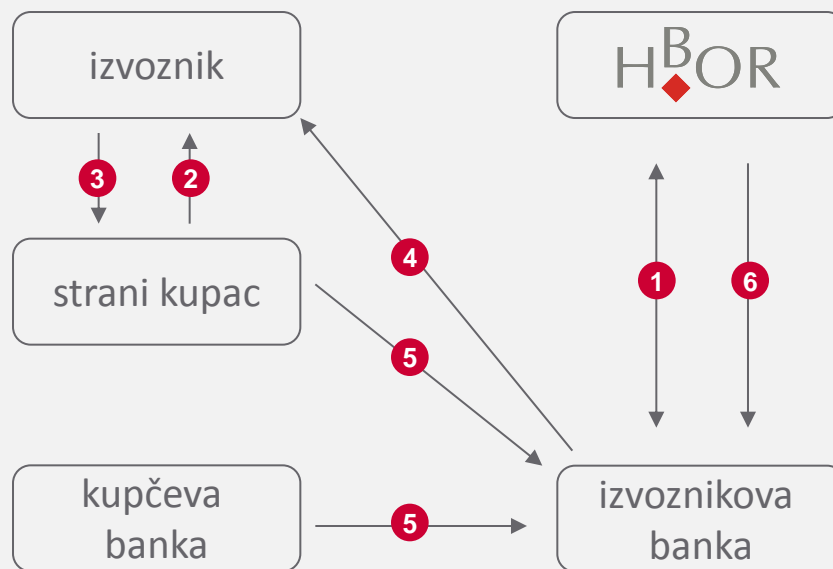 izvoznik
HBOR
3
2
strani kupac
4
1
6
5
kupčeva
banka
5
izvoznikova
banka